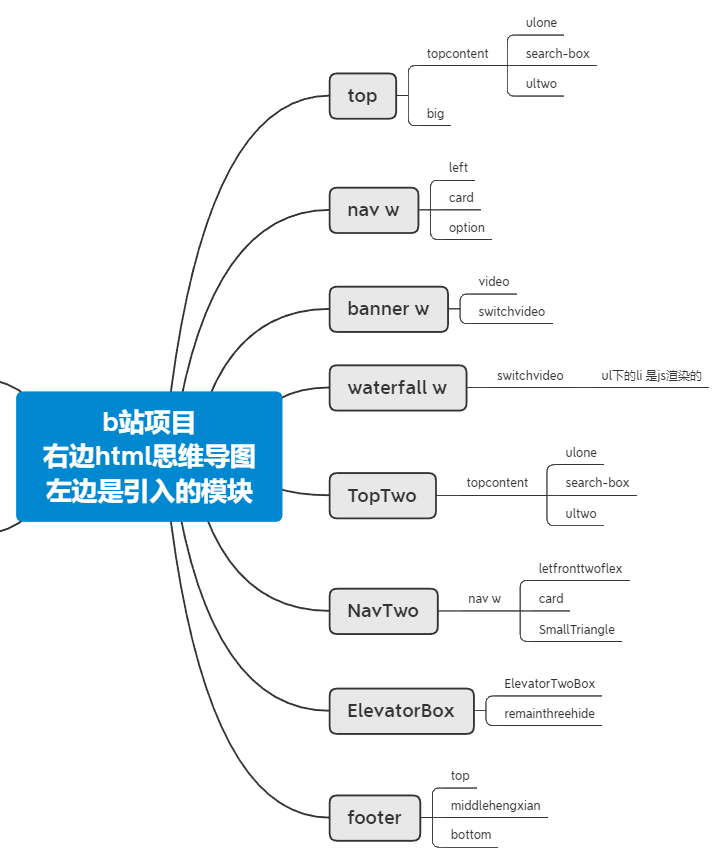 b站项目
右边html思维导图
左边是引入的模块
top
topcontent
ulone
search-box
ultwo
big
nav w
left
card
option
banner w
video
switchvideo
waterfall w
switchvideo
ul下的li 是js渲染的
TopTwo
topcontent
ulone
search-box
ultwo
NavTwo
nav w
letfronttwoflex
card
SmallTriangle
ElevatorBox
ElevatorTwoBox
remainthreehide
footer
top
middlehengxian
bottom